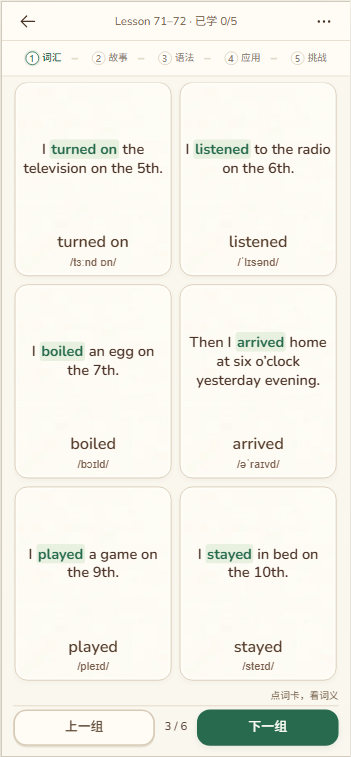 Lesson 71–72 · 已学 0/5
1 词汇 – 2 故事 – 3 语法 – 4 应用 – 5 挑战
I turned on the
television on the 5th.
turned on
/tɜːnd ɒn/
I listened to the radio
on the 6th.
listened
/ˈlɪsənd/
I boiled an egg on
the 7th.
boiled
/bɔɪld/
Then I arrived home
at six o’clock
yesterday evening.
arrived
/əˈraɪvd/
I played a game on
the 9th.
played
/pleɪd/
I stayed in bed on
the 10th.
stayed
/steɪd/
点词卡，看词义
上一组
3 / 6
下一组